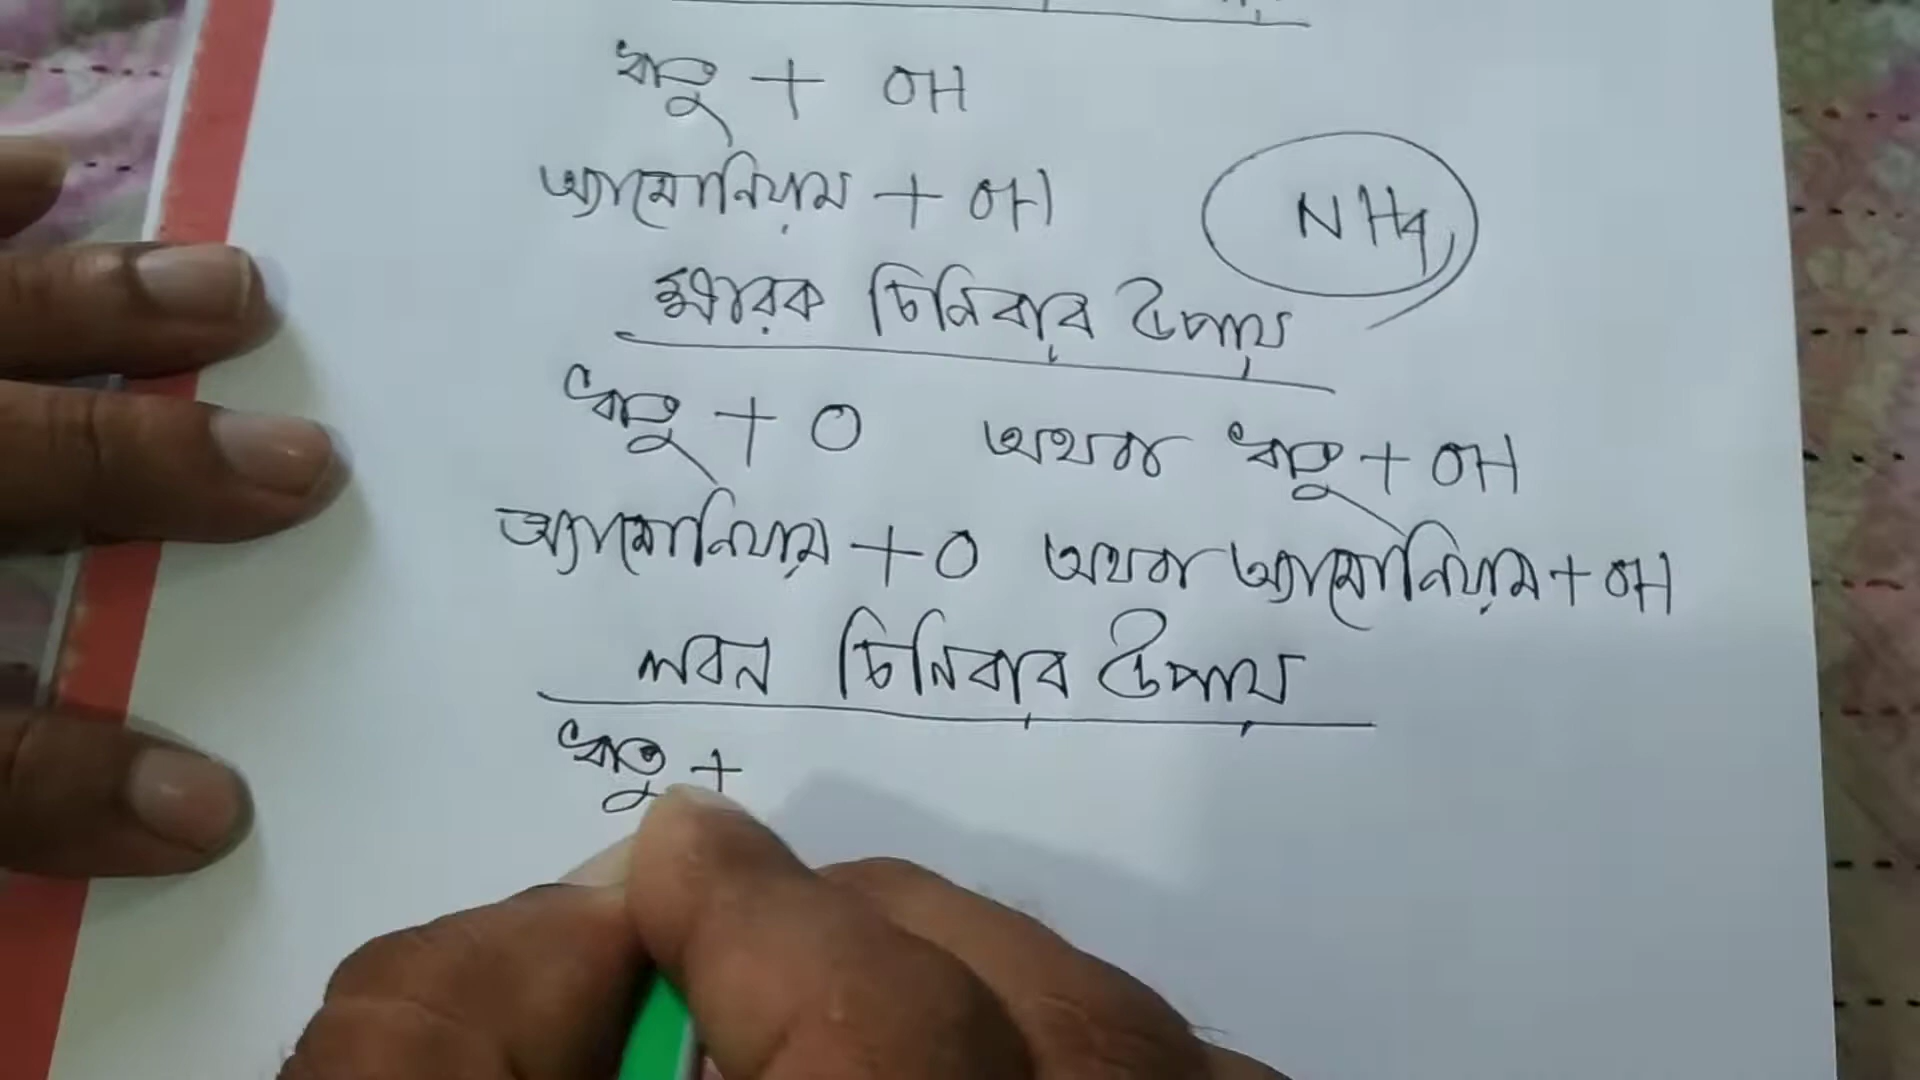 ধাতু + OH
অ্যামোনিয়াম + OH
NH4
ক্ষারক চিনিবার উপায়
ধাতু + O অথবা ধাতু + OH
অ্যামোনিয়াম + O অথবা অ্যামোনিয়াম + OH
লবন চিনিবার উপায়
ধাতু +